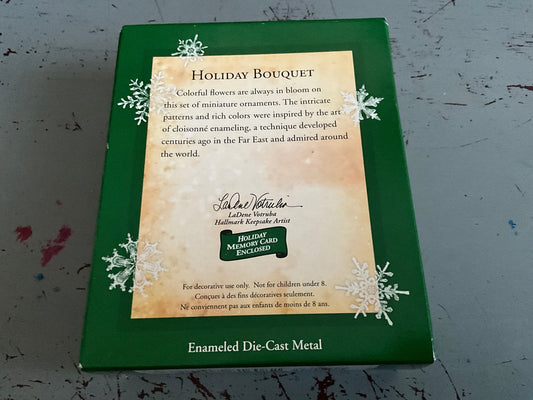 HOLIDAY BOUQUET
Colorful flowers are always in bloom on
this set of miniature ornaments. The intricate
patterns and rich colors were inspired by the art
of cloisonné enameling, a technique developed
centuries ago in the Far East and admired around
the world.
LaDene Votruba
LaDene Votruba
Hallmark Keepsake Artist
HOLIDAY
MEMORY CARD
ENCLOSED
For decorative use only. Not for children under 8.
Conçues à des fins décoratives seulement.
Ne conviennent pas aux enfants de moins de 8 ans.
Enameled Die-Cast Metal